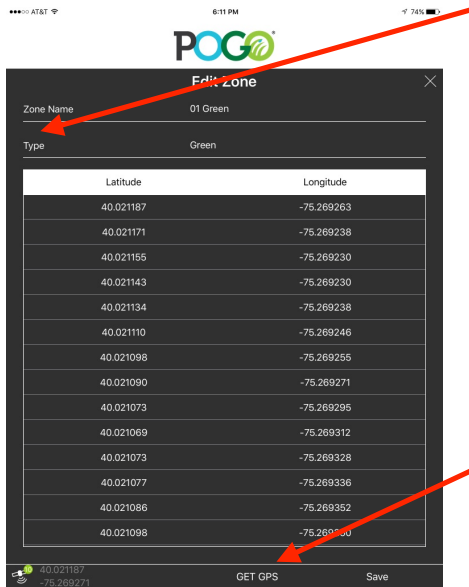 AT&T 6:11 PM 74%
POGO
Edit Zone
Zone Name 01 Green
Type Green
Latitude Longitude
40.021187 -75.269263
40.021171 -75.269238
40.021155 -75.269230
40.021143 -75.269230
40.021134 -75.269238
40.021110 -75.269246
40.021098 -75.269255
40.021090 -75.269271
40.021073 -75.269295
40.021069 -75.269312
40.021073 -75.269328
40.021077 -75.269336
40.021086 -75.269352
40.021098
10 40.021187
-75.269271
GET GPS Save